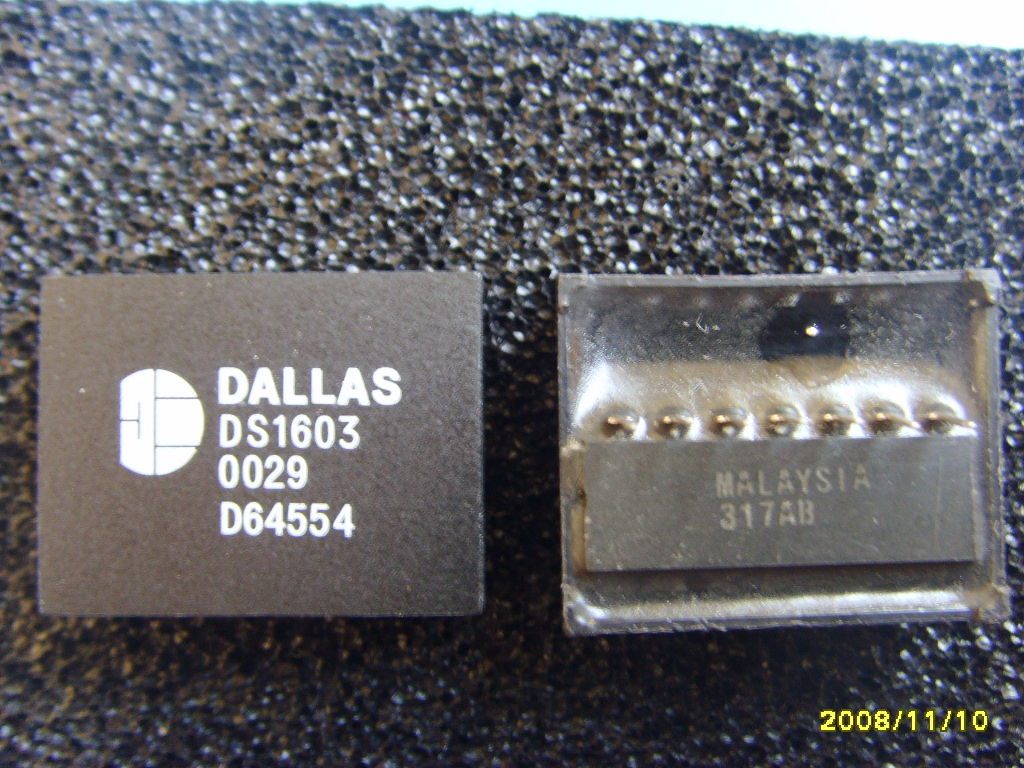 DALLAS
DS1603
0029
D64554
MALAYSIA
317AB
2008/11/10